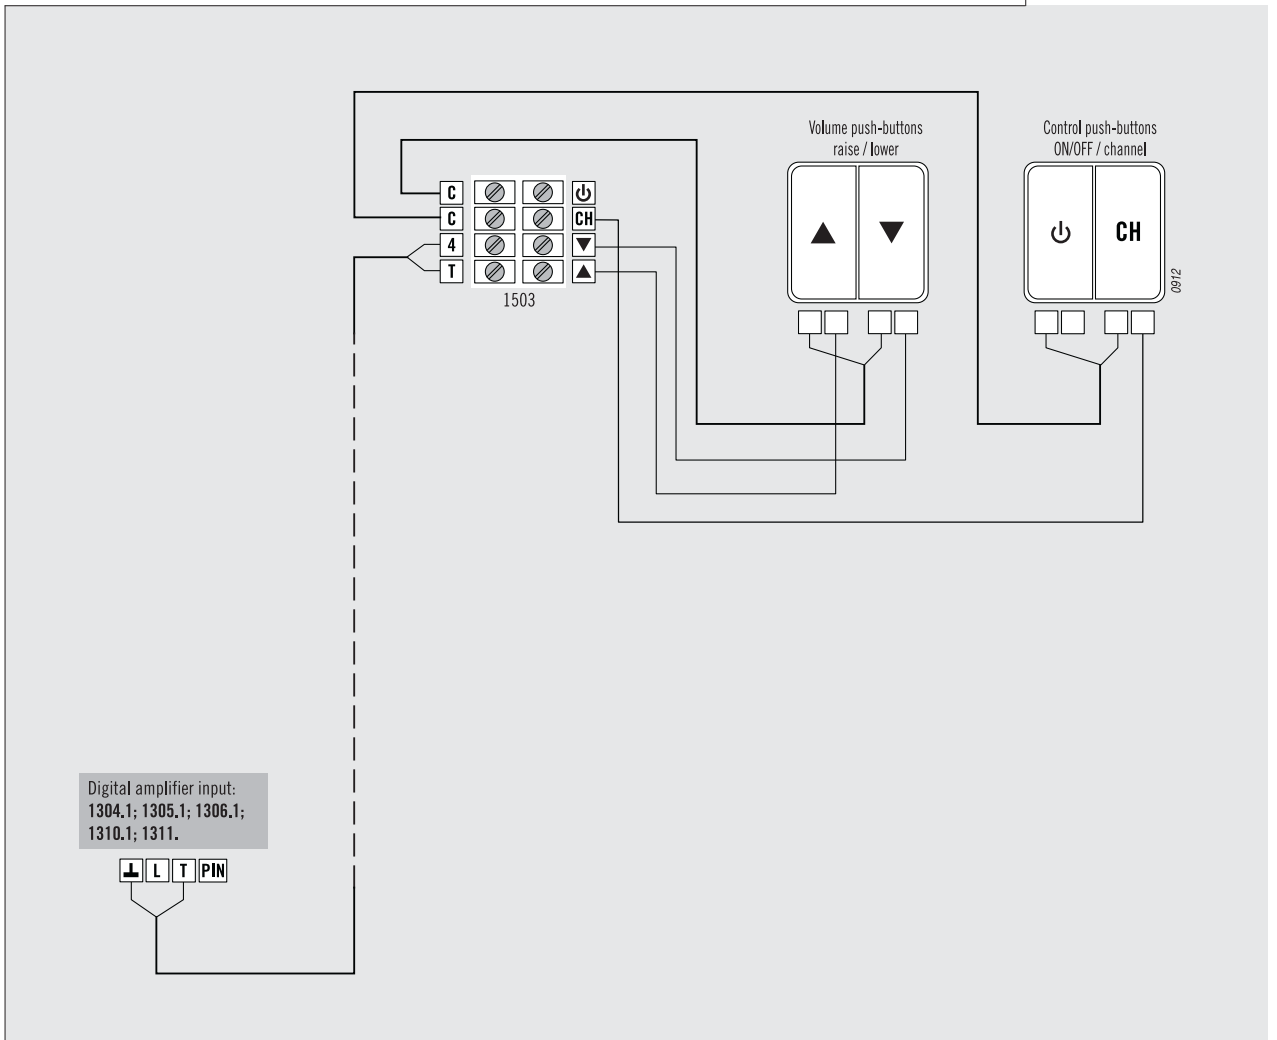 Volume push-buttons
raise / lower
Control push-buttons
ON/OFF / channel
C
C
CH
4
T
1503
CH
0912
Digital amplifier input:
1304.1; 1305.1; 1306.1;
1310.1; 1311.
L T PIN